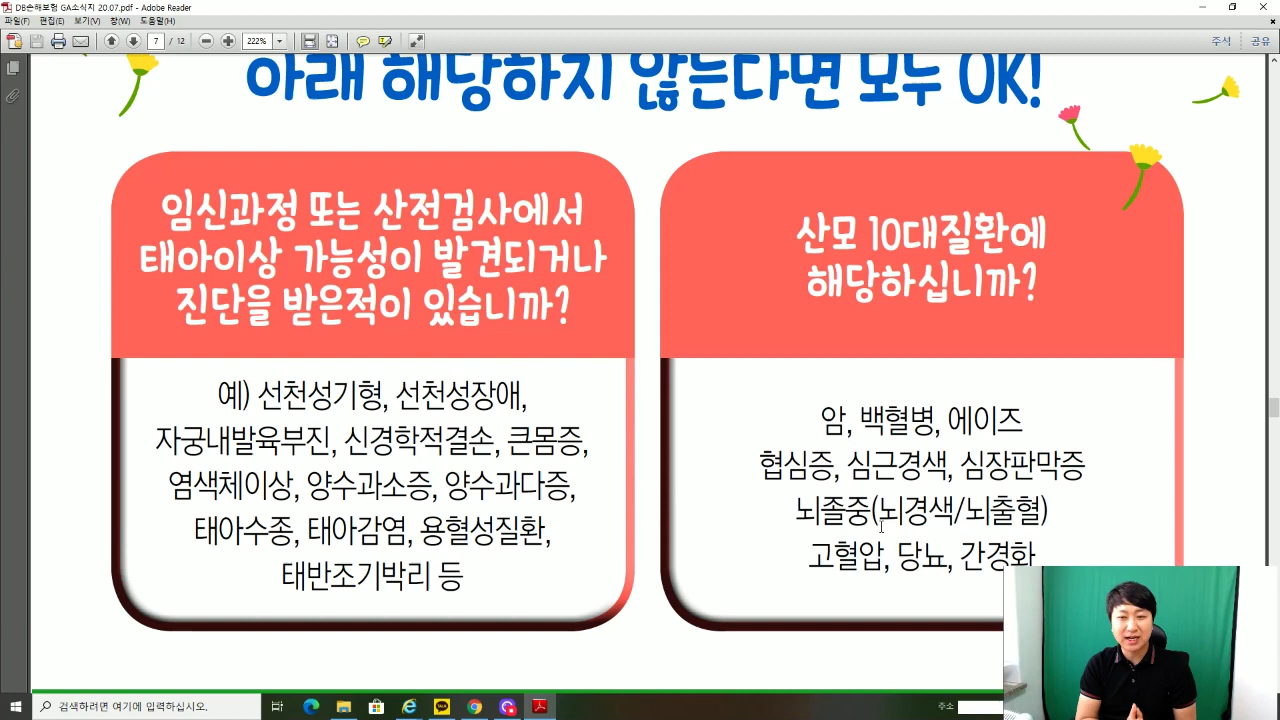 DB손해보험 GA소식지 20.07.pdf - Adobe Reader
파일(F) 편집(E) 보기(V) 창(W) 도움말(H)
7 / 12 222% 주석 공유
아래 해당하지 않는다면 모두 OK!
임신과정 또는 산전검사에서
태아이상 가능성이 발견되거나
진단을 받은적이 있습니까?
예) 선천성기형, 선천성장애,
자궁내발육부진, 신경학적결손, 큰몸증,
염색체이상, 양수과소증, 양수과다증,
태아수종, 태아감염, 용혈성질환,
태반조기박리 등
산모 10대질환에
해당하십니까?
암, 백혈병, 에이즈
협심증, 심근경색, 심장판막증
뇌졸중(뇌경색/뇌출혈)
고혈압, 당뇨, 간경화
검색하려면 여기에 입력하십시오.
TALK
주소